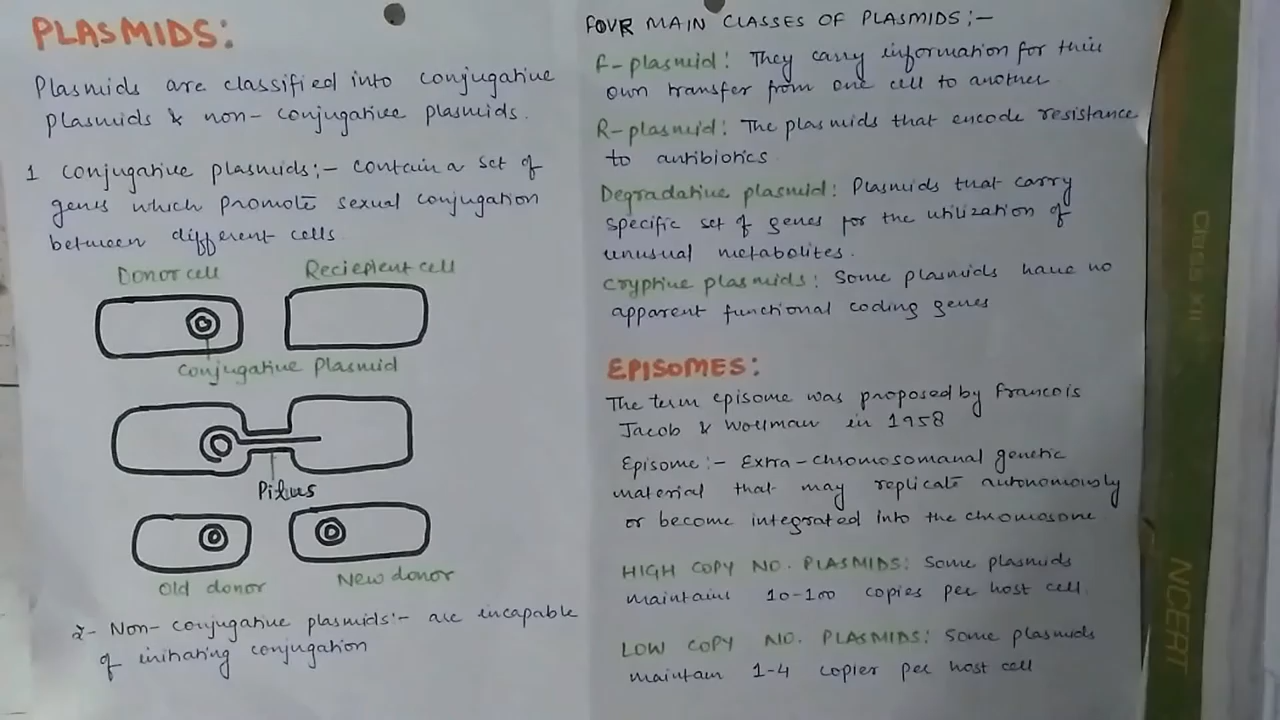 PLASMIDS:
Plasmids are classified into conjugative
plasmids & non-conjugative plasmids.
1 Conjugative plasmids:- contain a set of
genes which promote sexual conjugation
between different cells
Donor cell
Reciepient cell
Conjugative Plasmid
Pilus
Old donor
New donor
2- Non-conjugative plasmids:- are incapable
of initiating conjugation
FOUR MAIN CLASSES OF PLASMIDS:-
F-plasmid: They carry information for their
own transfer from one cell to another
R-plasmid: The plasmids that encode resistance
to antibiotics
Degradative plasmid: Plasmids that carry
specific set of genes for the utilization of
unusual metabolites.
Cryptive plasmids: Some plasmids have no
apparent functional coding genes
EPISOMES:
The term episome was proposed by Francois
Jacob & Wollman in 1958
Episome:- Extra-chromosomanal genetic
material that may replicate autonomously
or become integrated into the chromosome
HIGH COPY NO. PLASMIDS: Some plasmids
maintains 10-100 copies per host cell
LOW COPY NO. PLASMIDS: Some plasmids
maintain 1-4 copies per host cell
Class XII
NCERT